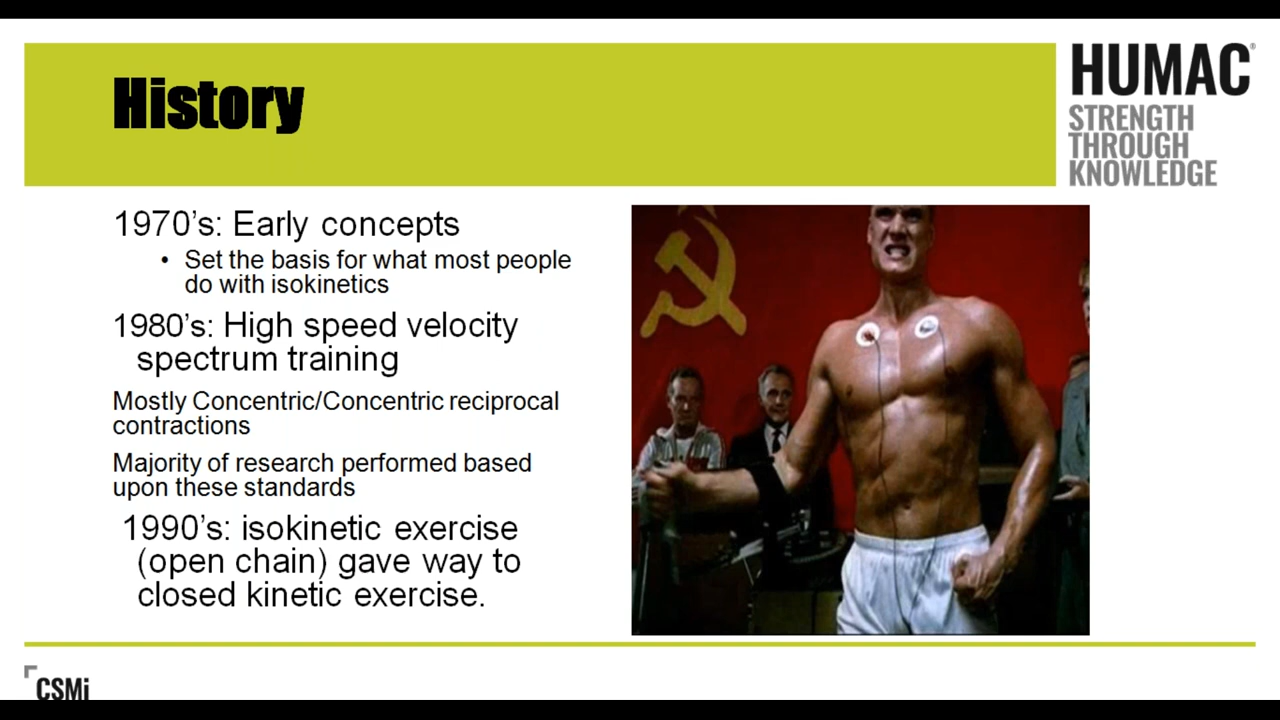 History
HUMAC®
STRENGTH
THROUGH
KNOWLEDGE
1970’s: Early concepts
• Set the basis for what most people
do with isokinetics
1980’s: High speed velocity
spectrum training
Mostly Concentric/Concentric reciprocal
contractions
Majority of research performed based
upon these standards
1990’s: isokinetic exercise
(open chain) gave way to
closed kinetic exercise.
CSMi